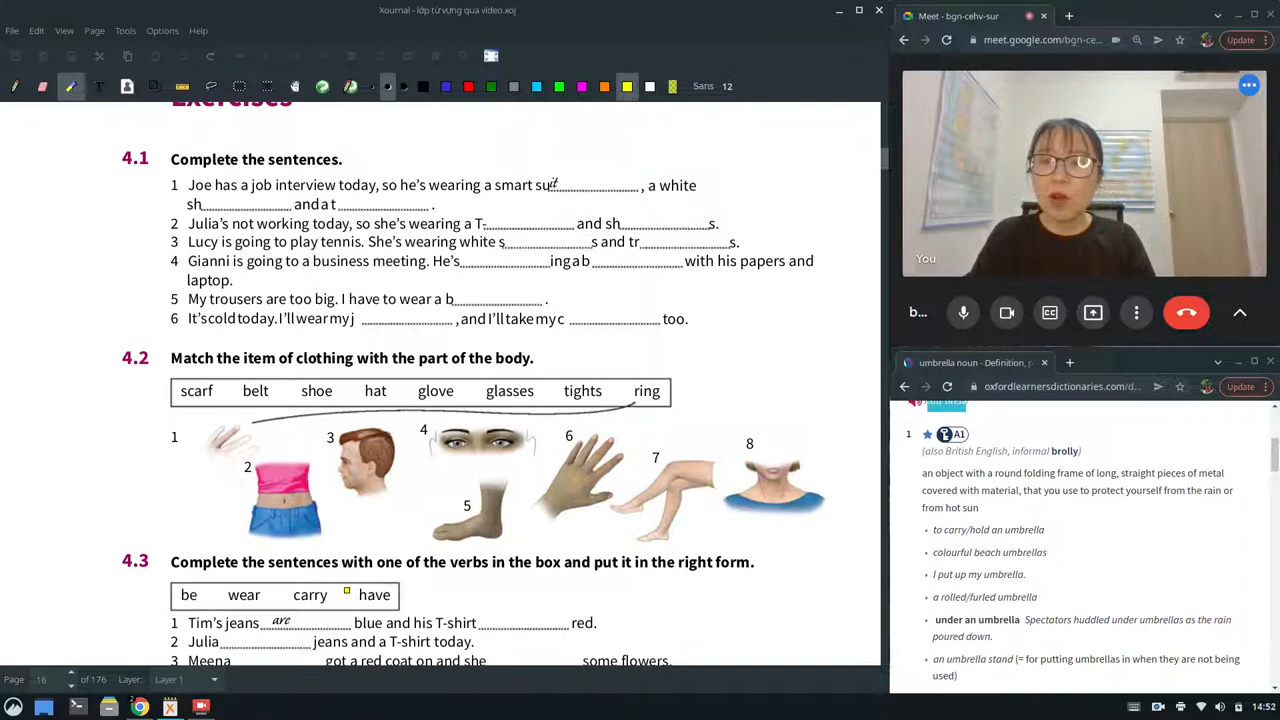 Xournal - lớp từ vựng qua video.xoj
File Edit View Page Tools Options Help
Sans 12
Exercises
4.1 Complete the sentences.
1 Joe has a job interview today, so he's wearing a smart suit, a white
sh and a t .
2 Julia's not working today, so she's wearing a T- and sh s.
3 Lucy is going to play tennis. She's wearing white s s and tr s.
4 Gianni is going to a business meeting. He's ing a b with his papers and
laptop.
5 My trousers are too big. I have to wear a b .
6 It's cold today. I'll wear my j , and I'll take my c too.
4.2 Match the item of clothing with the part of the body.
scarf belt shoe hat glove glasses tights ring
1
2
3
4
5
6
7
8
4.3 Complete the sentences with one of the verbs in the box and put it in the right form.
be wear carry have
1 Tim's jeans are blue and his T-shirt red.
2 Julia jeans and a T-shirt today.
3 Meena got a red coat on and she some flowers.
Page 16 of 176 Layer: Layer 1
Meet - bgn-cehv-sur
meet.google.com/bgn-ce...
Update
You
b...
umbrella noun - Definition, p
oxfordlearnersdictionaries.com/d...
Update
1 A1
(also British English, informal brolly)
an object with a round folding frame of long, straight pieces of metal
covered with material, that you use to protect yourself from the rain or
from hot sun
• to carry/hold an umbrella
• colourful beach umbrellas
• I put up my umbrella.
• a rolled/furled umbrella
• under an umbrella Spectators huddled under umbrellas as the rain
poured down.
• an umbrella stand (= for putting umbrellas in when they are not being
used)
2
14:52